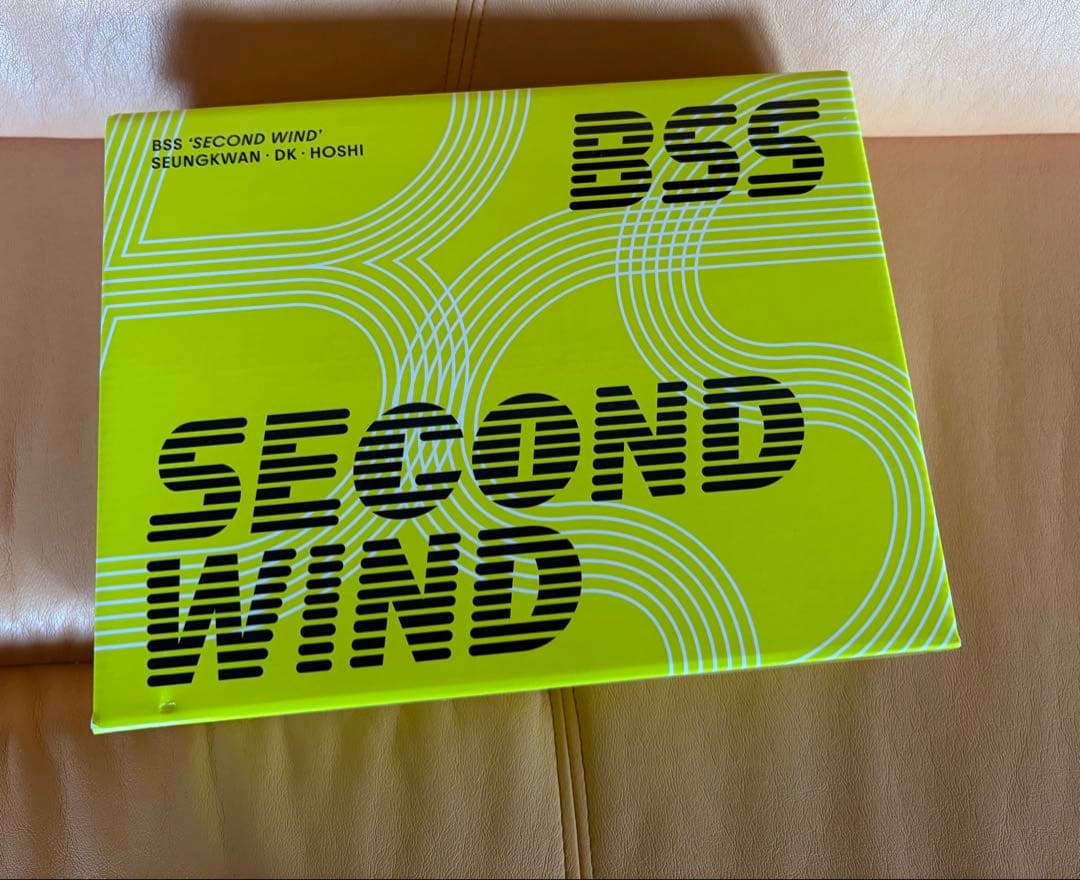 BSS 'SECOND WIND'
SEUNGKWAN · DK · HOSHI
BSS
SECOND
WIND